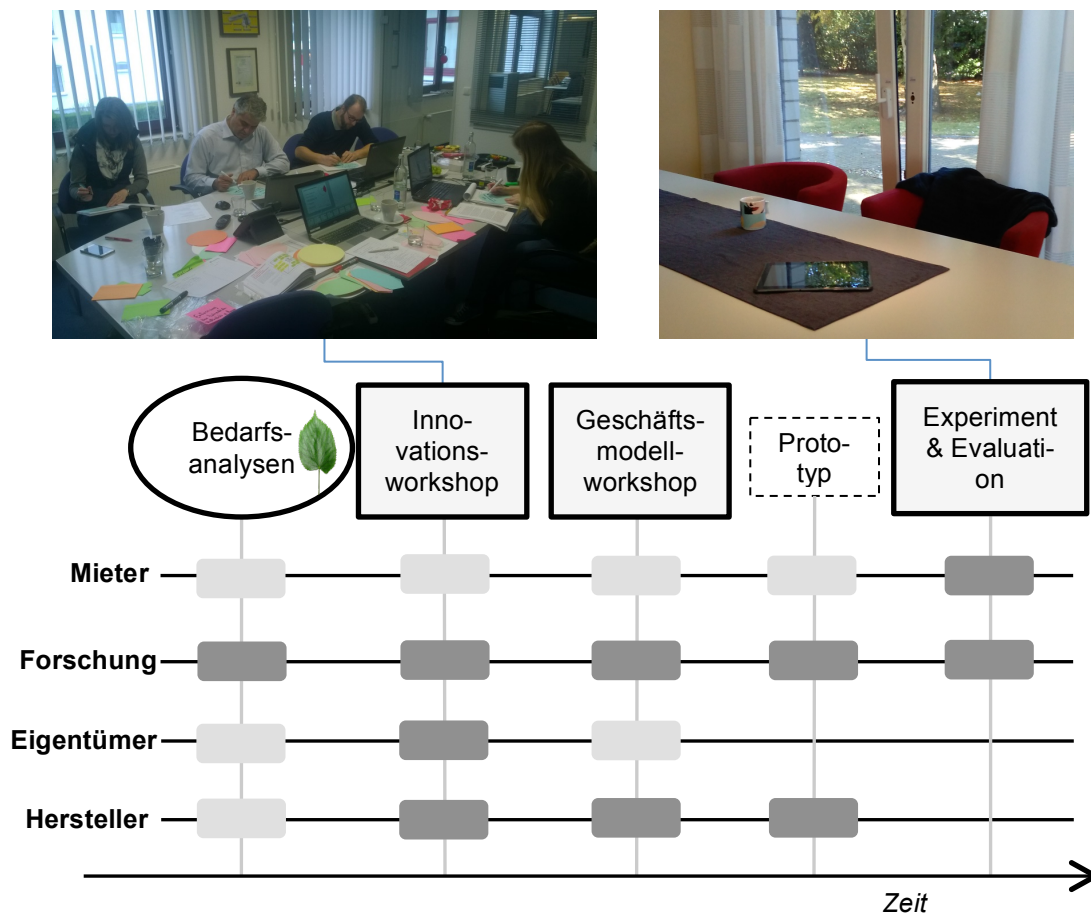 Bedarfs-
analysen
Inno-
vations-
workshop
Geschäfts-
modell-
workshop
Proto-
typ
Experiment
& Evaluati-
on
Mieter
Forschung
Eigentümer
Hersteller
Zeit